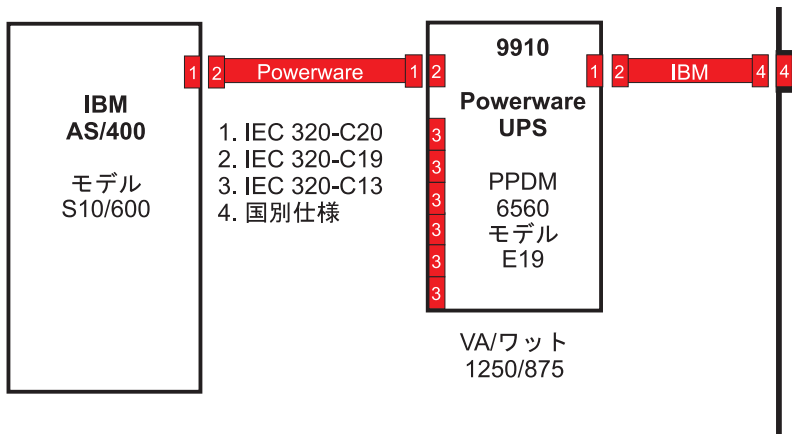 IBM
AS/400
モデル
S10/600
1
2 Powerware 1
1. IEC 320-C20
2. IEC 320-C19
3. IEC 320-C13
4. 国別仕様
9910
2
1
Powerware
UPS
PPDM
6560
モデル
E19
3
3
3
3
3
3
VA/ワット
1250/875
2 IBM 4
4